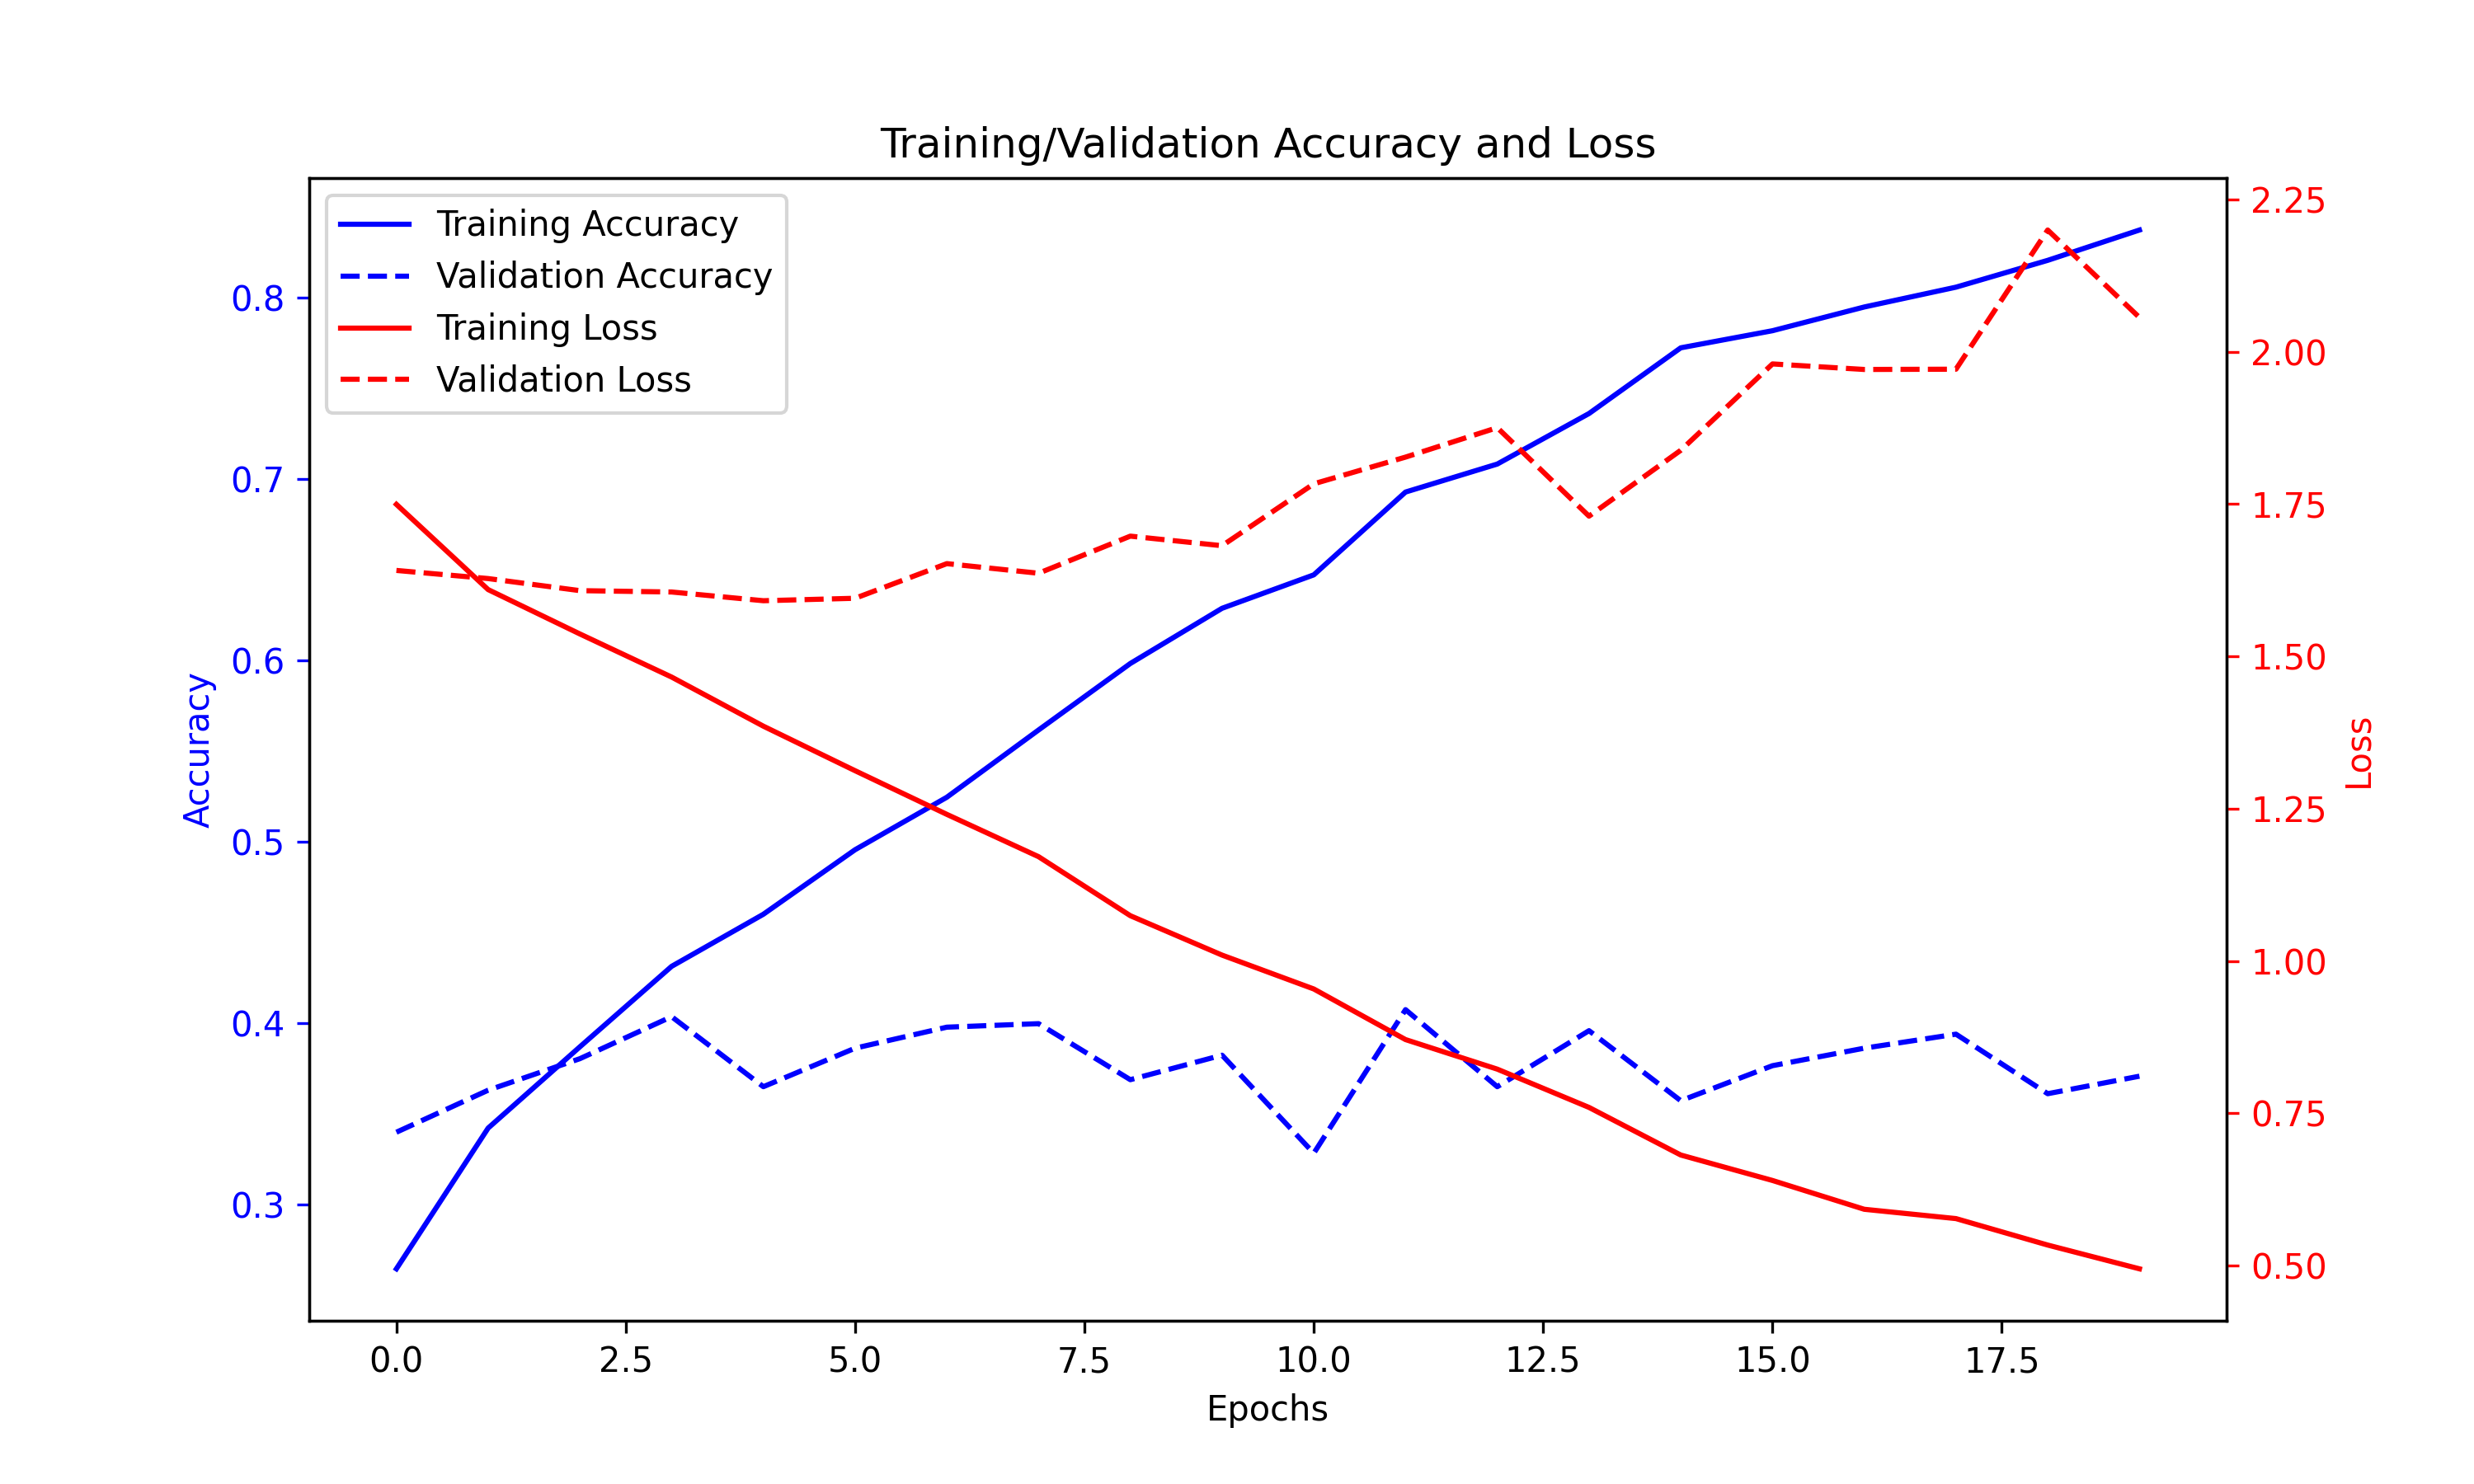 Training/Validation Accuracy and Loss
Training Accuracy
Validation Accuracy
Training Loss
Validation Loss
0.8
0.7
0.6
0.5
0.4
0.3
Accuracy
2.25
2.00
1.75
1.50
1.25
1.00
0.75
0.50
Loss
0.0 2.5 5.0 7.5 10.0 12.5 15.0 17.5
Epochs